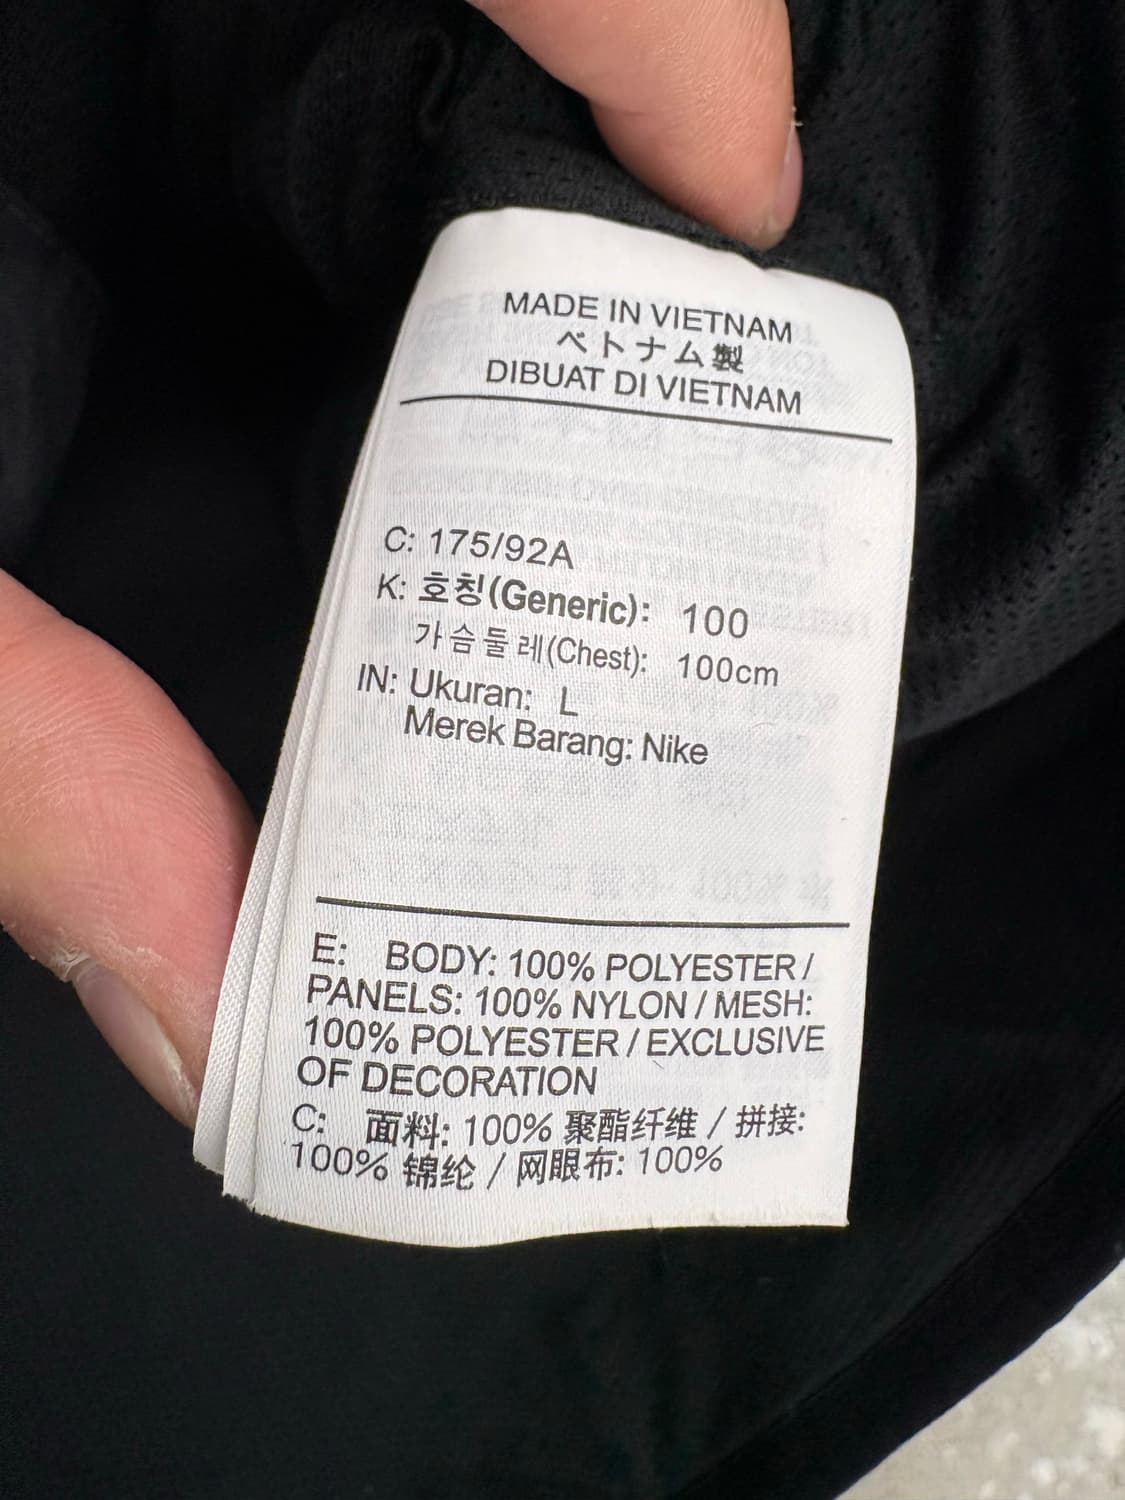 MADE IN VIETNAM
ベトナム製
DIBUAT DI VIETNAM
C: 175/92A
K: 호칭(Generic): 100
가슴둘레(Chest): 100cm
IN: Ukuran: L
Merek Barang: Nike
E: BODY: 100% POLYESTER /
PANELS: 100% NYLON / MESH:
100% POLYESTER / EXCLUSIVE
OF DECORATION
C: 面料: 100% 聚酯纤维 / 拼接:
100% 锦纶 / 网眼布: 100%